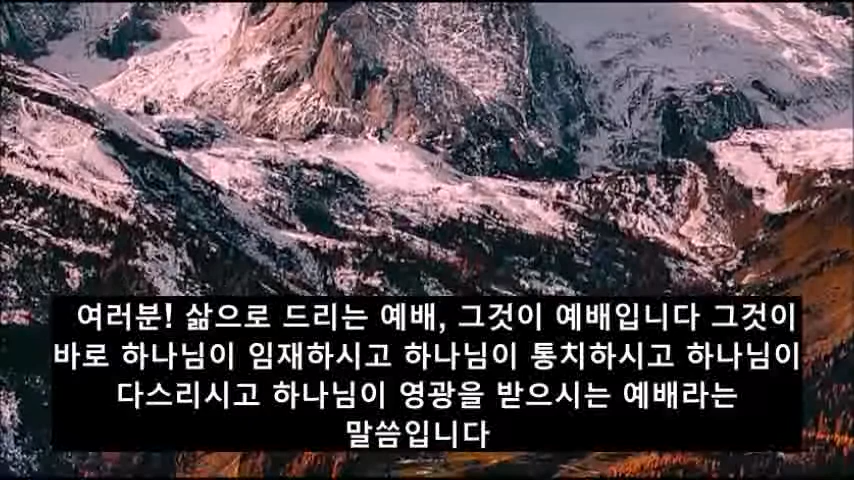 여러분! 삶으로 드리는 예배, 그것이 예배입니다 그것이
바로 하나님이 임재하시고 하나님이 통치하시고 하나님이
다스리시고 하나님이 영광을 받으시는 예배라는
말씀입니다